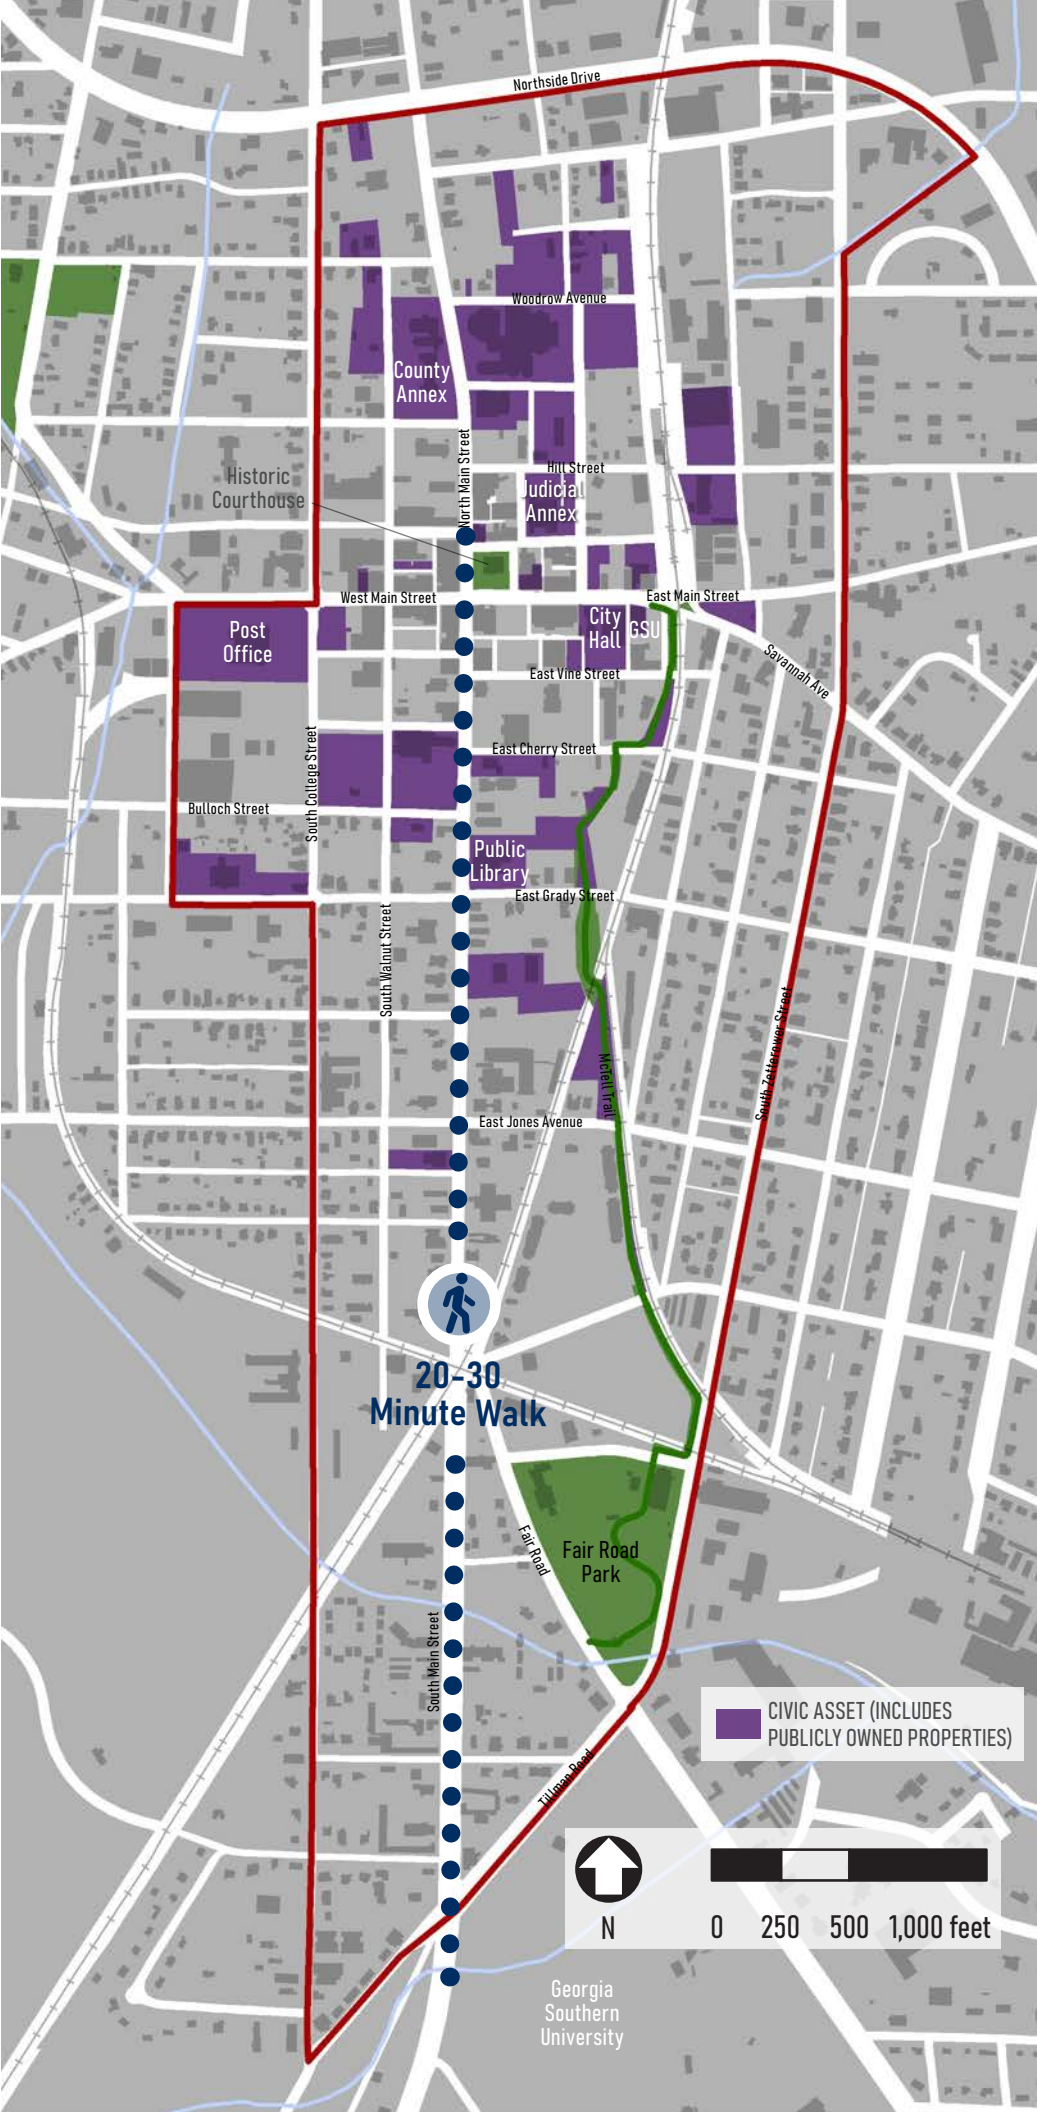 Northside Drive
Woodrow Avenue
County
Annex
North Main Street
Historic
Courthouse
Hill Street
Judicial
Annex
West Main Street
East Main Street
Post
Office
City
Hall
GSU
Savannah Ave
East Vine Street
South College Street
East Cherry Street
Bulloch Street
Public
Library
East Grady Street
South Walnut Street
South Zetterower Street
McTell Trail
East Jones Avenue
20-30
Minute Walk
Fair Road
Fair Road
Park
South Main Street
CIVIC ASSET (INCLUDES
PUBLICLY OWNED PROPERTIES)
Tillman Road
N
0 250 500 1,000 feet
Georgia
Southern
University